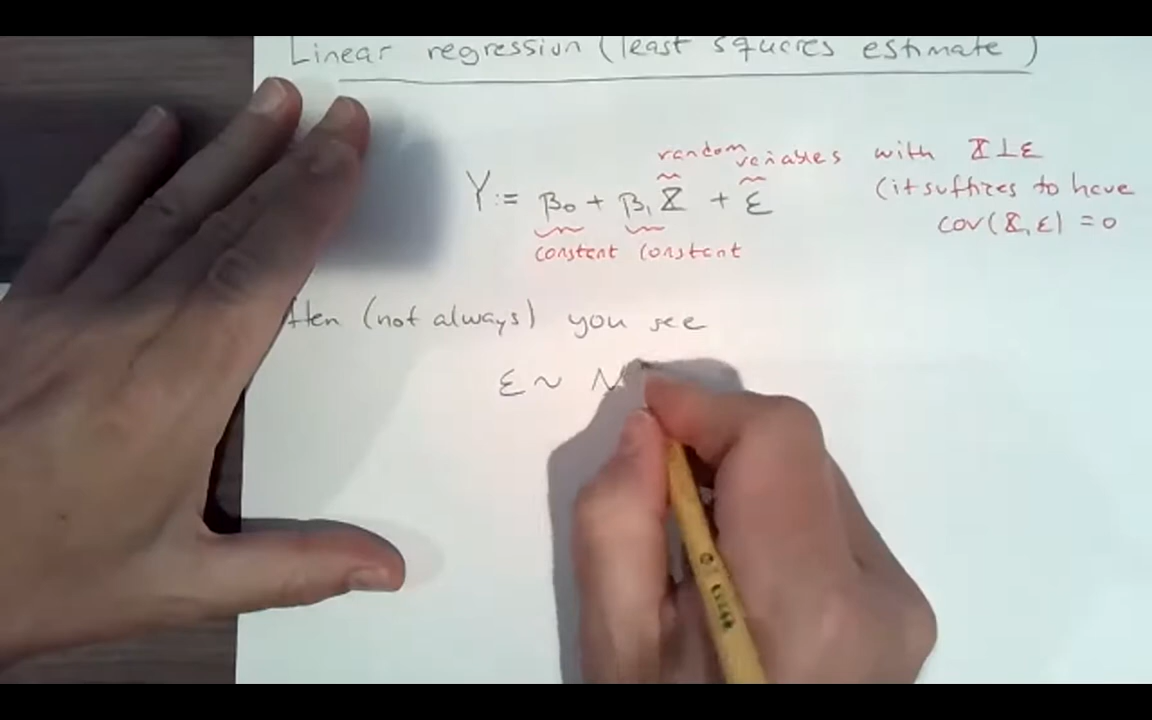 Linear regression (least squares estimate)
random variables with X⊥ε
Y := β₀ + β₁X + ε (it suffices to have
cov(X,ε) = 0
constant constant
ften (not always) you see
ε ~ N